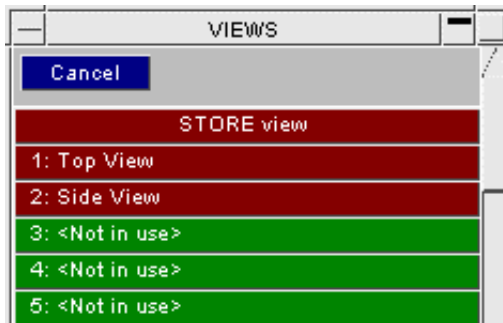 VIEWS
Cancel
STORE view
1: Top View
2: Side View
3: <Not in use>
4: <Not in use>
5: <Not in use>